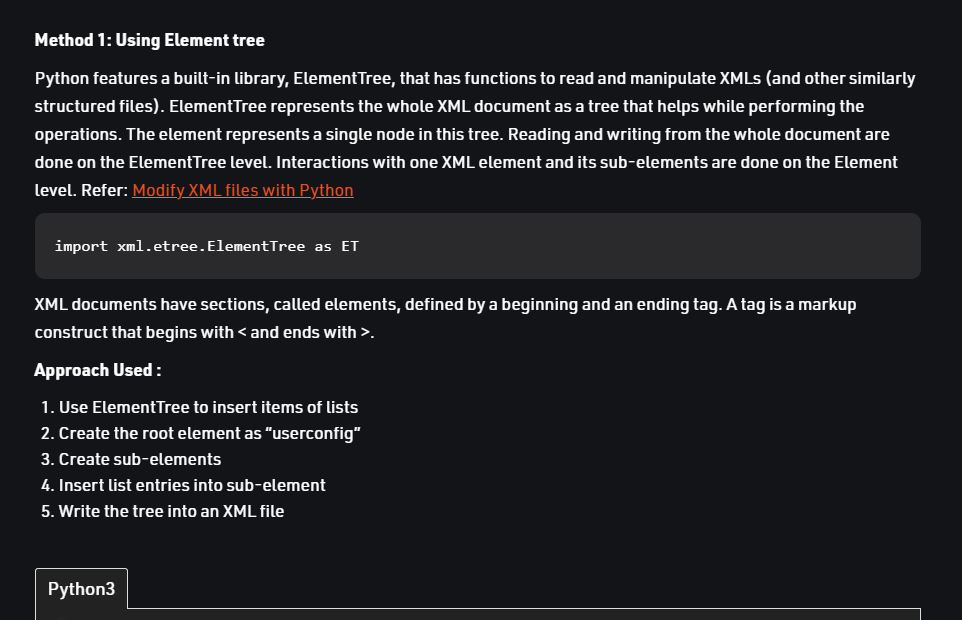 Method 1: Using Element tree
Python features a built-in library, ElementTree, that has functions to read and manipulate XMLs (and other similarly
structured files). ElementTree represents the whole XML document as a tree that helps while performing the
operations. The element represents a single node in this tree. Reading and writing from the whole document are
done on the ElementTree level. Interactions with one XML element and its sub-elements are done on the Element
level. Refer: Modify XML files with Python
import xml.etree.ElementTree as ET
XML documents have sections, called elements, defined by a beginning and an ending tag. A tag is a markup
construct that begins with < and ends with >.
Approach Used :
1. Use ElementTree to insert items of lists
2. Create the root element as “userconfig”
3. Create sub-elements
4. Insert list entries into sub-element
5. Write the tree into an XML file
Python3